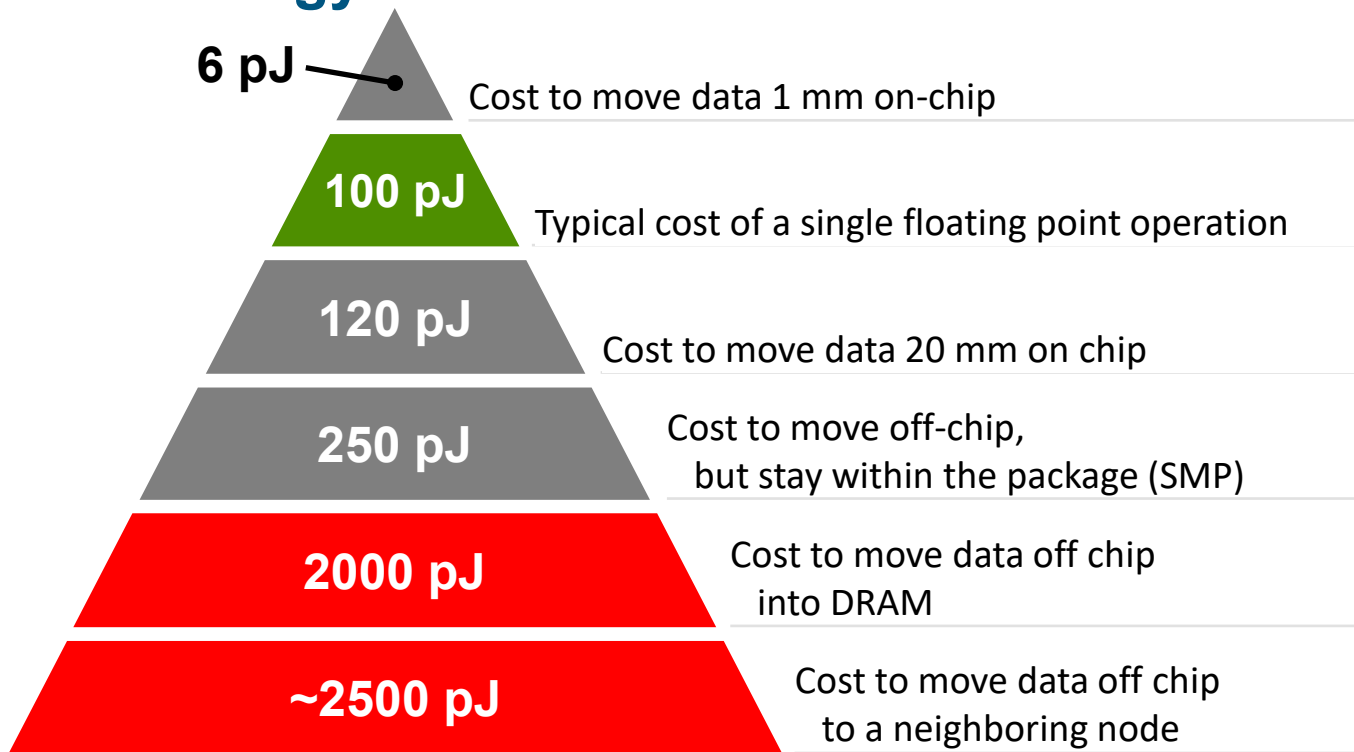 gy
6 pJ
Cost to move data 1 mm on-chip
100 pJ
Typical cost of a single floating point operation
120 pJ
Cost to move data 20 mm on chip
250 pJ
Cost to move off-chip,
but stay within the package (SMP)
2000 pJ
Cost to move data off chip
into DRAM
~2500 pJ
Cost to move data off chip
to a neighboring node